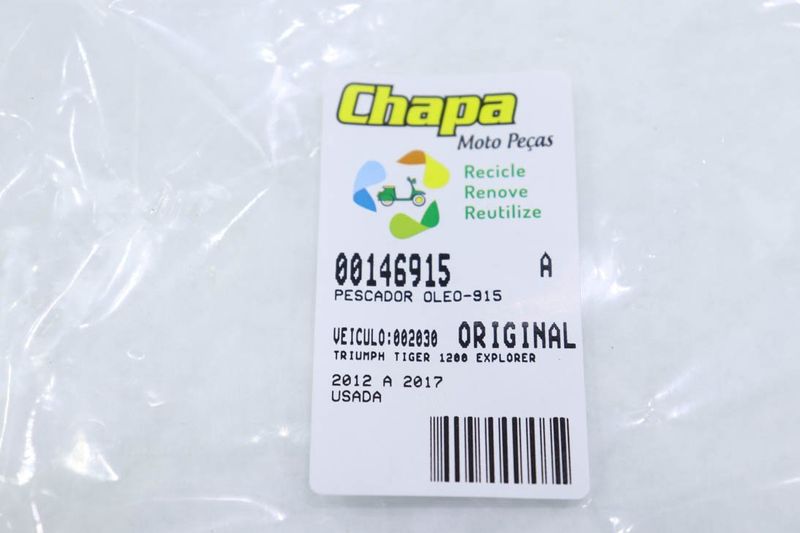 Chapa
Moto Peças
Recicle
Renove
Reutilize
00146915 A
PESCADOR OLEO-915
VEICULO:002030 ORIGINAL
TRIUMPH TIGER 1200 EXPLORER
2012 A 2017
USADA